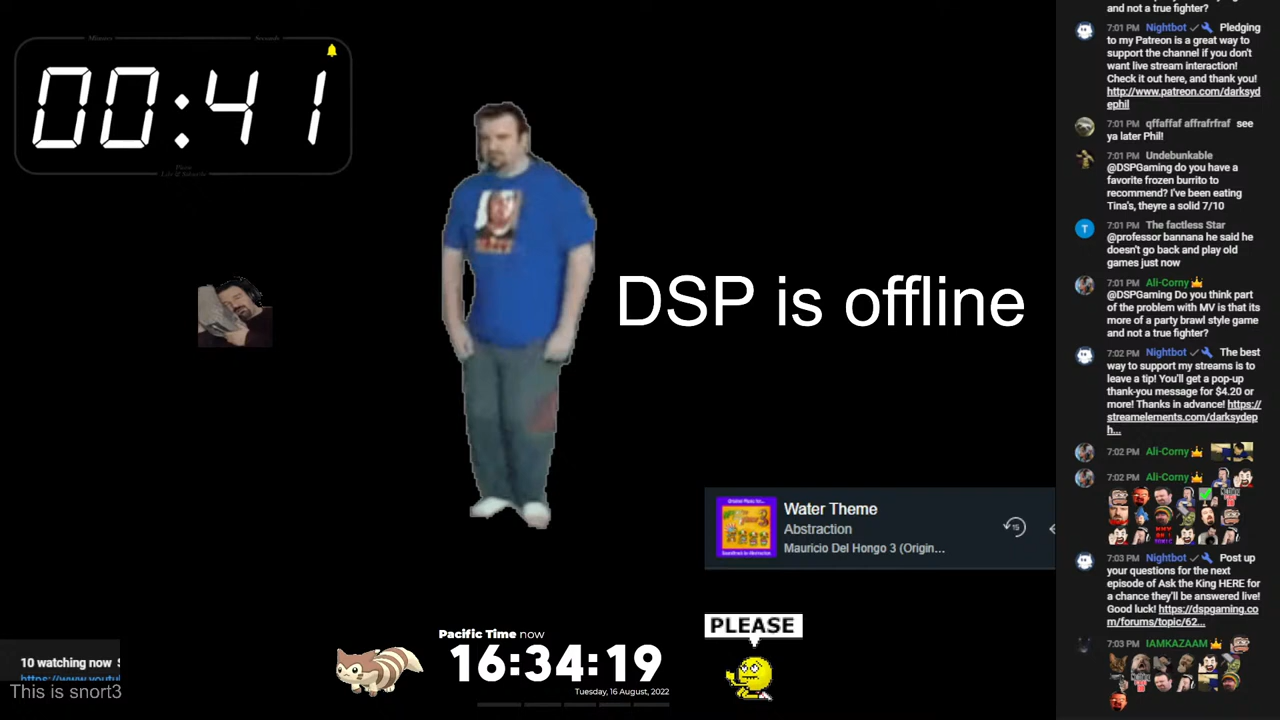 Minutes
Seconds
00:41
DSP is offline
Water Theme
Abstraction
Mauricio Del Hongo 3 (Origin...
15
PLEASE
Pacific Time now
16:34:19
Tuesday, 16 August, 2022
10 watching now
This is snort3
and not a true fighter?
7:01 PM Nightbot Pledging
to my Patreon is a great way to
support the channel if you don't
want live stream interaction!
Check it out here, and thank you!
http://www.patreon.com/darksyd
ephil
7:01 PM qffaffaf affrafrfraf see
ya later Phil!
7:01 PM Undebunkable
@DSPGaming do you have a
favorite frozen burrito to
recommend? I've been eating
Tina's, theyre a solid 7/10
T
7:01 PM The factless Star
@professor bannana he said he
doesn't go back and play old
games just now
7:01 PM Ali-Corny
@DSPGaming Do you think part
of the problem with MV is that its
more of a party brawl style game
and not a true fighter?
7:02 PM Nightbot The best
way to support my streams is to
leave a tip! You'll get a pop-up
thank-you message for $4.20 or
more! Thanks in advance! https://
streamelements.com/darksydep
h...
7:02 PM Ali-Corny
7:02 PM Ali-Corny
7:03 PM Nightbot Post up
your questions for the next
episode of Ask the King HERE for
a chance they'll be answered live!
Good luck! https://dspgaming.co
m/forums/topic/62...
7:03 PM IAMKAZAAM